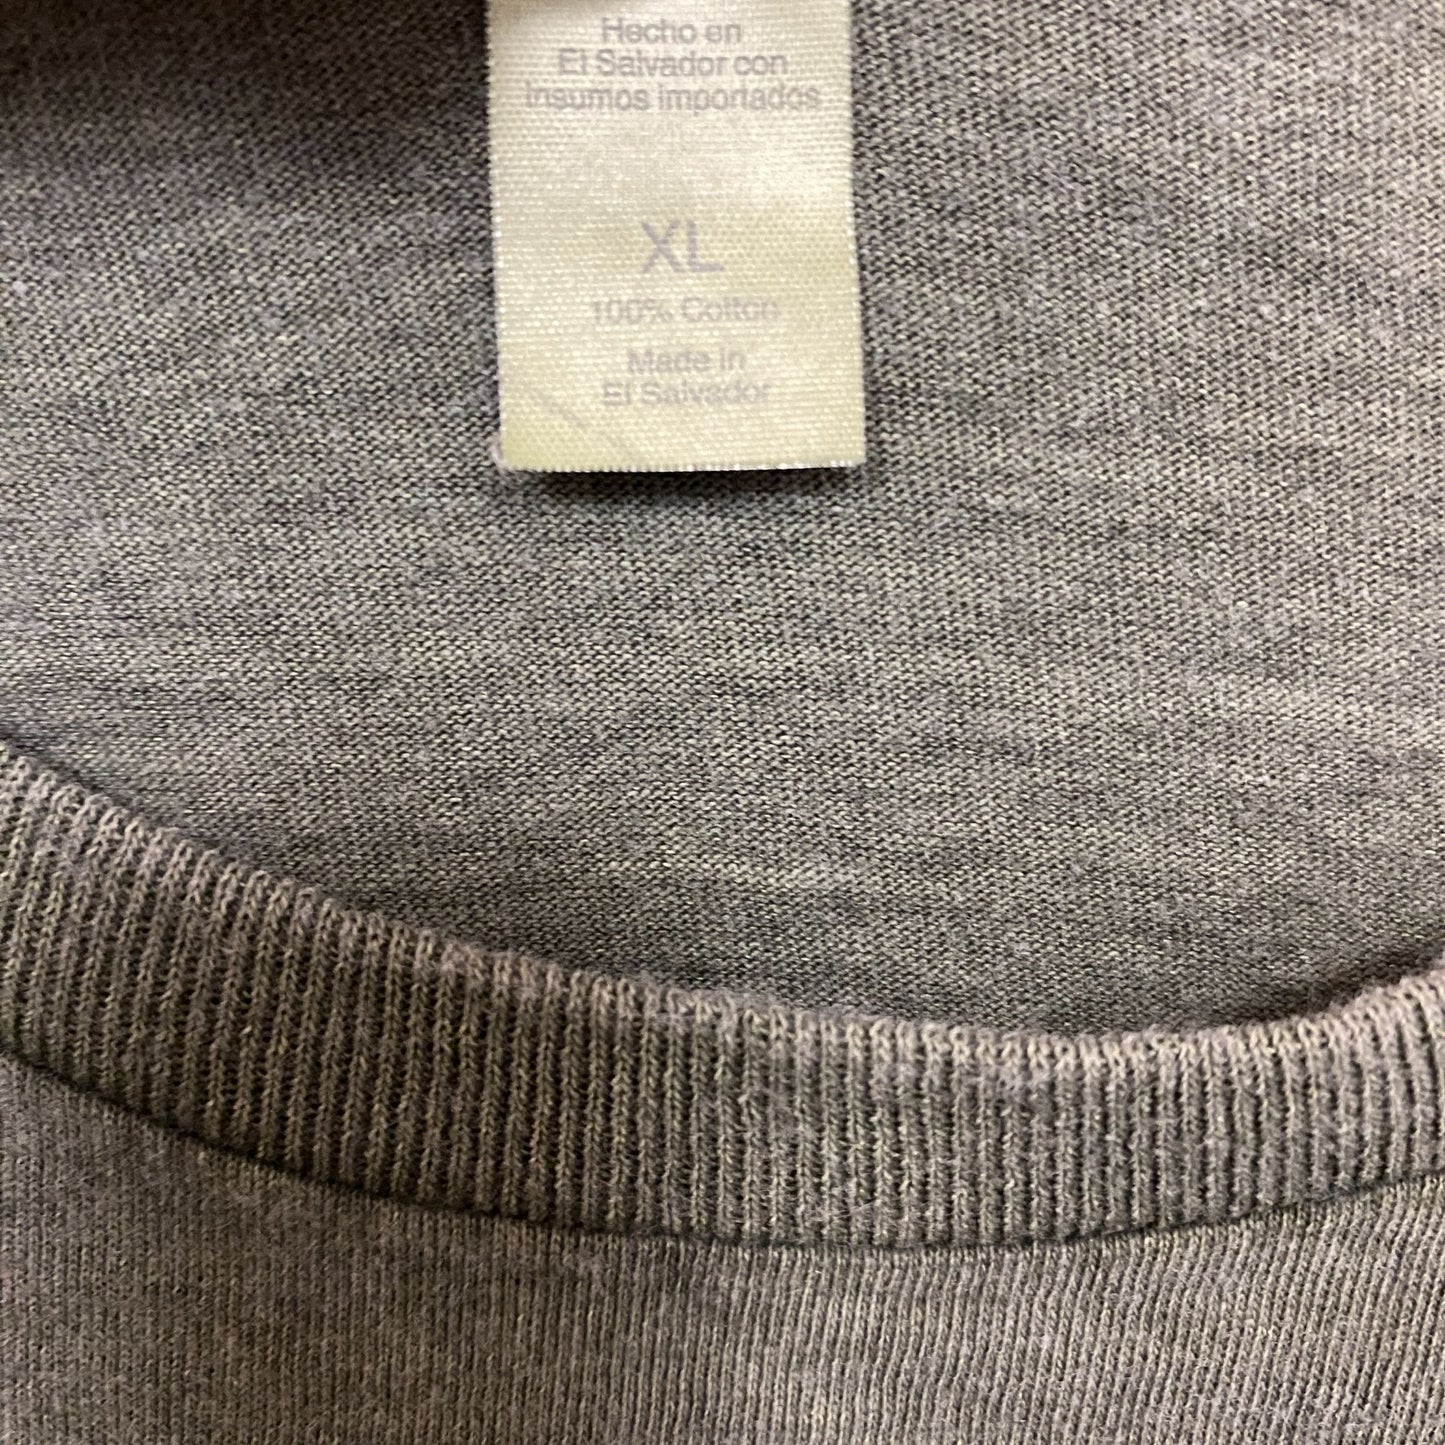 Hecho en
El Salvador con
insumos importados
XL
100% Cotton
Made in
El Salvador